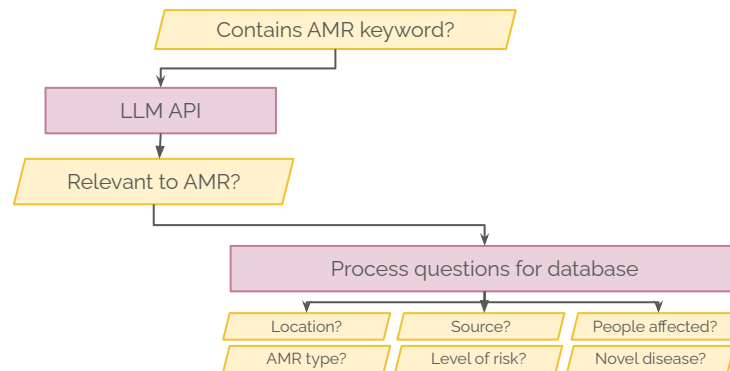 Contains AMR keyword?
LLM API
Relevant to AMR?
Process questions for database
Location?
Source?
People affected?
AMR type?
Level of risk?
Novel disease?